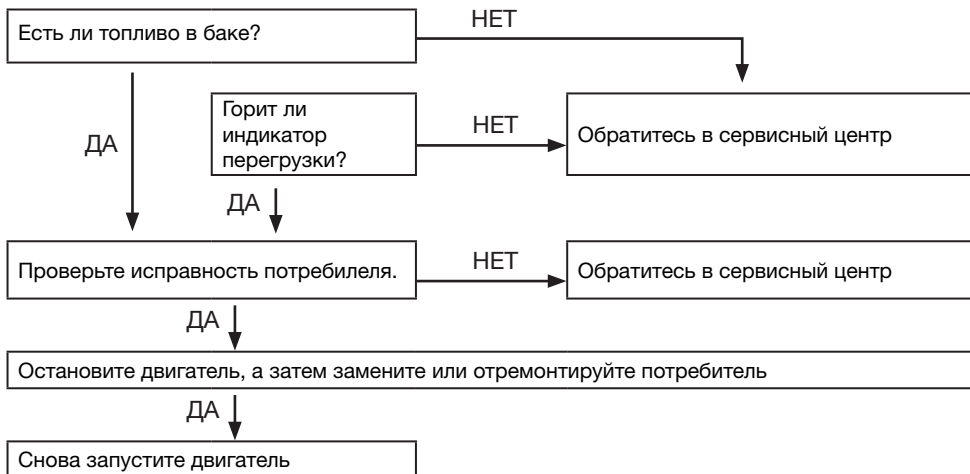 НЕТ
Есть ли топливо в баке?
Горит ли
индикатор
перегрузки?
НЕТ
Обратитесь в сервисный центр
ДА
ДА
Проверьте исправность потребилеля.
НЕТ
Обратитесь в сервисный центр
ДА
Остановите двигатель, а затем замените или отремонтируйте потребитель
ДА
Снова запустите двигатель